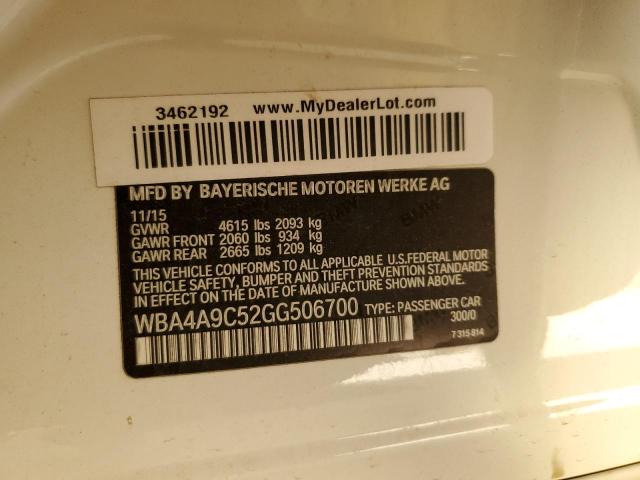 3462192 www.MyDealerLot.com
MFD BY BAYERISCHE MOTOREN WERKE AG
11/15
GVWR 4615 lbs 2093 kg
GAWR FRONT 2060 lbs 934 kg
GAWR REAR 2665 lbs 1209 kg
THIS VEHICLE CONFORMS TO ALL APPLICABLE U.S.FEDERAL MOTOR
VEHICLE SAFETY, BUMPER AND THEFT PREVENTION STANDARDS
IN EFFECT ON THE DATE OF MANUFACTURE SHOWN ABOVE.
WBA4A9C52GG506700 TYPE: PASSENGER CAR
300/0
7 315 814